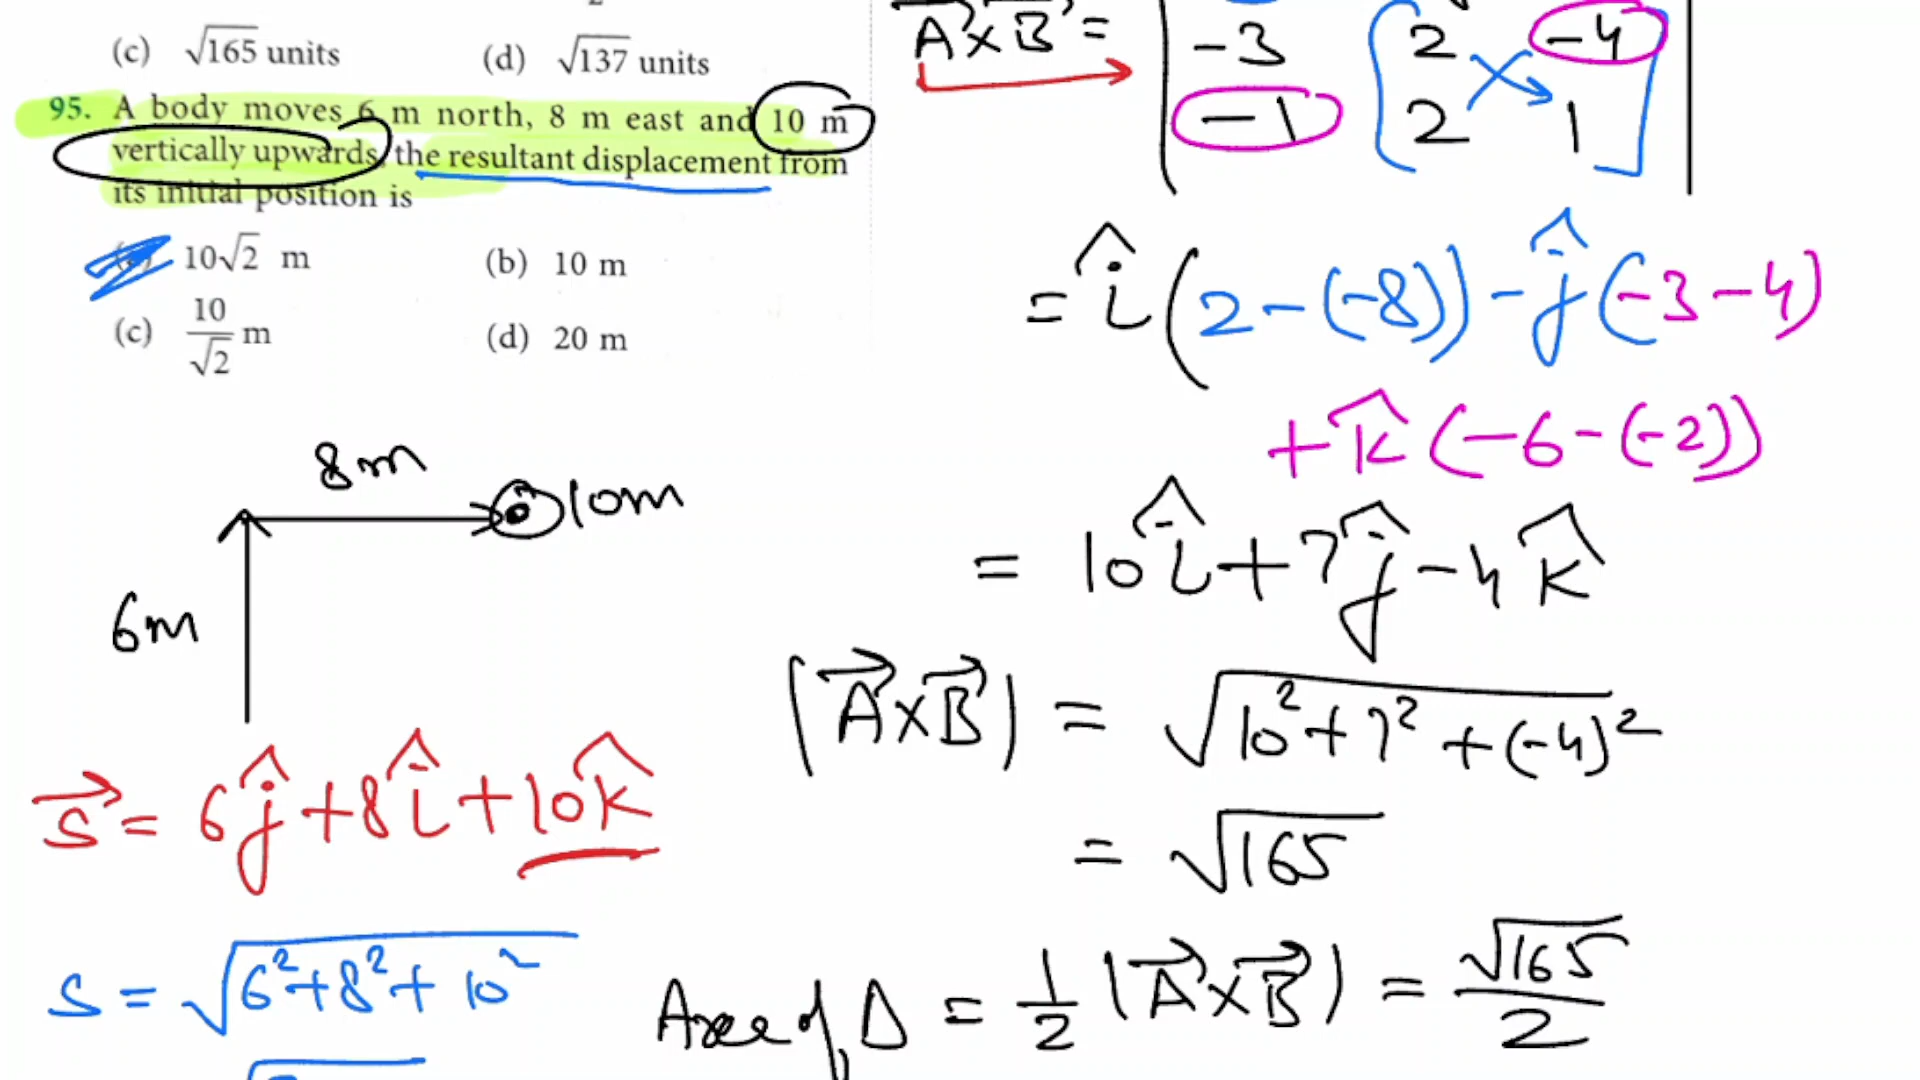 (c) √165 units (d) √137 units
95. A body moves 6 m north, 8 m east and 10 m
vertically upwards, the resultant displacement from
its initial position is
10√2 m (b) 10 m
(c) 10/√2 m (d) 20 m
8m
10m
6m
S⃗ = 6ĵ + 8î + 10k̂
S = √6² + 8² + 10²
A⃗ × B⃗ =
-3 2 -4
-1 2 1
= î (2 - (-8)) - ĵ (-3 - 4)
+ k̂ (-6 - (-2))
= 10î + 7ĵ - 4k̂
|A⃗ × B⃗| = √10² + 7² + (-4)²
= √165
Area of Δ = 1/2 |A⃗ × B⃗| = √165/2